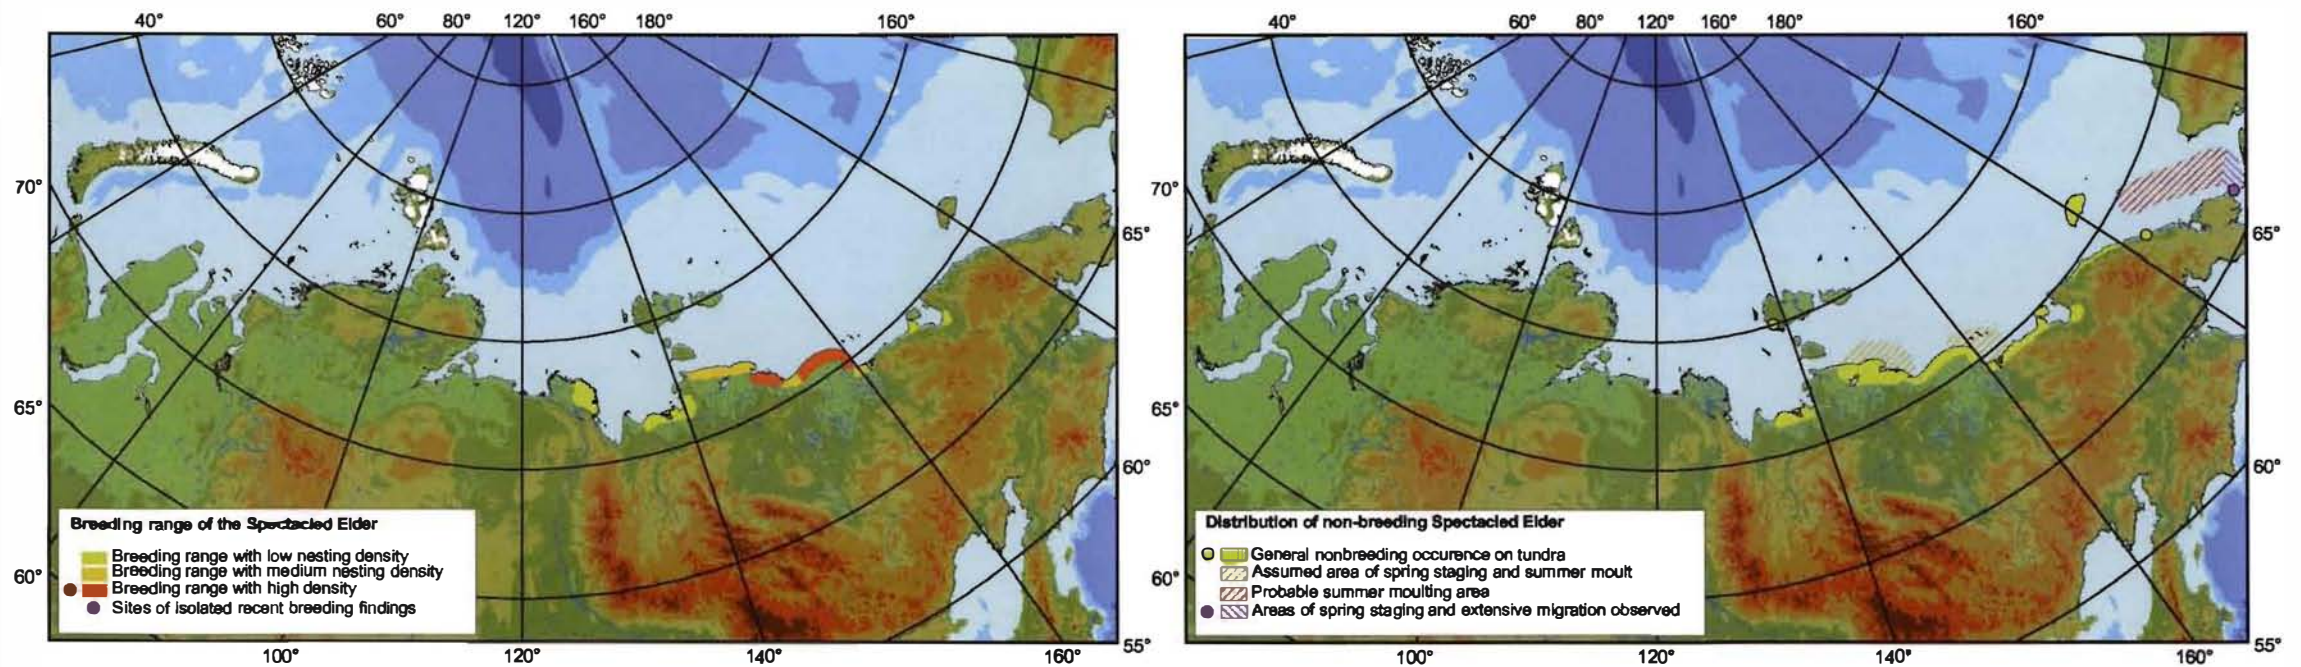 40° 60° 80° 120° 160° 180° 160°
70°
65°
65°
60°
60°
55°
100° 120° 140° 160°
Breeding range of the Spectacled Eider
Breeding range with low nesting density
Breeding range with medium nesting density
Breeding range with high density
Sites of isolated recent breeding findings
40° 60° 80° 120° 160° 180° 160°
70°
65°
65°
60°
60°
55°
100° 120° 140° 160°
Distribution of non-breeding Spectacled Eider
General nonbreeding occurence on tundra
Assumed area of spring staging and summer moult
Probable summer moulting area
Areas of spring staging and extensive migration observed